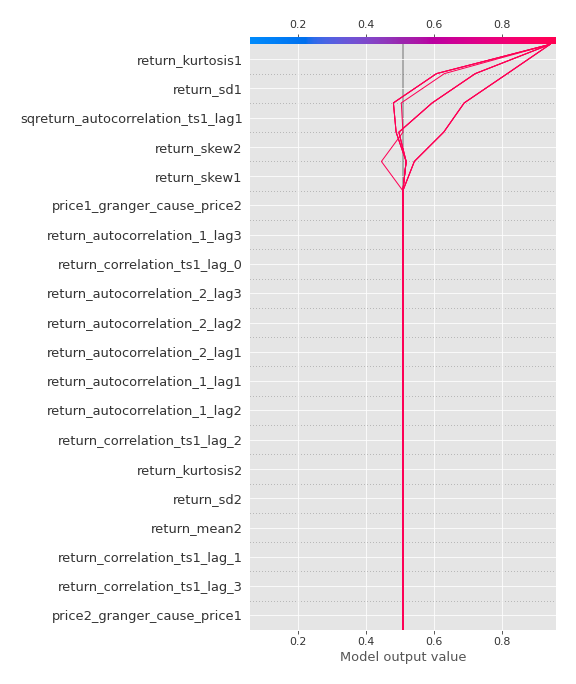 0.2 0.4 0.6 0.8
return_kurtosis1
return_sd1
sqreturn_autocorrelation_ts1_lag1
return_skew2
return_skew1
price1_granger_cause_price2
return_autocorrelation_1_lag3
return_correlation_ts1_lag_0
return_autocorrelation_2_lag3
return_autocorrelation_2_lag2
return_autocorrelation_2_lag1
return_autocorrelation_1_lag1
return_autocorrelation_1_lag2
return_correlation_ts1_lag_2
return_kurtosis2
return_sd2
return_mean2
return_correlation_ts1_lag_1
return_correlation_ts1_lag_3
price2_granger_cause_price1
0.2 0.4 0.6 0.8
Model output value